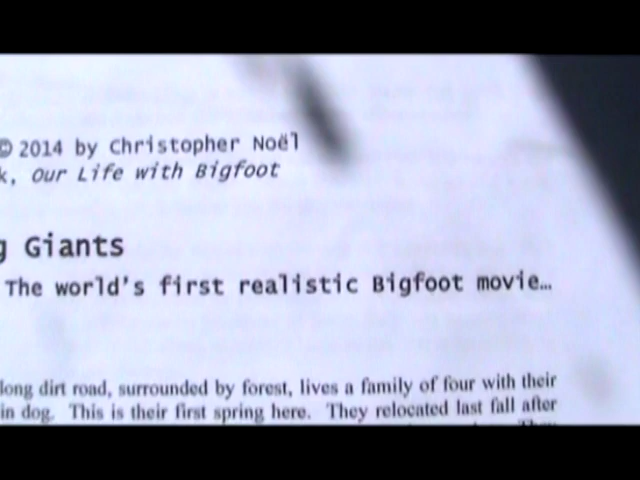 © 2014 by Christopher Noël
k, Our Life with Bigfoot
g Giants
The world's first realistic Bigfoot movie…
long dirt road, surrounded by forest, lives a family of four with their
in dog. This is their first spring here. They relocated last fall after